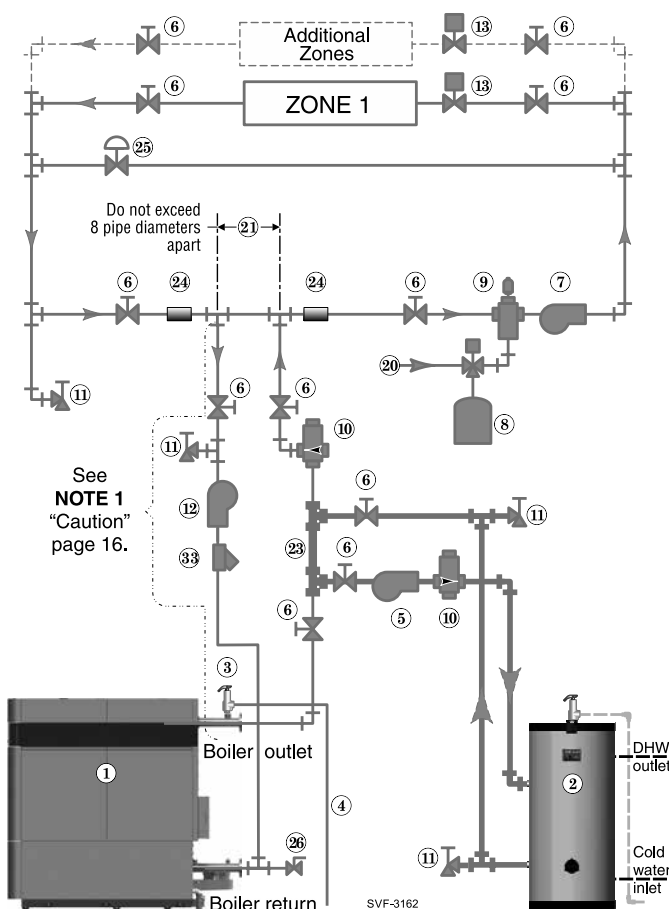 6
Additional
Zones
13
6
6
ZONE 1
13
6
25
Do not exceed
8 pipe diameters
apart
21
6
24
24
6
9
7
20
8
11
6
6
11
10
See
NOTE 1
"Caution"
page 16.
12
33
6
11
23
6
5
10
6
3
Boiler outlet
1
4
2
DHW
outlet
11
26
Cold
water
inlet
Boiler return
SVF-3162